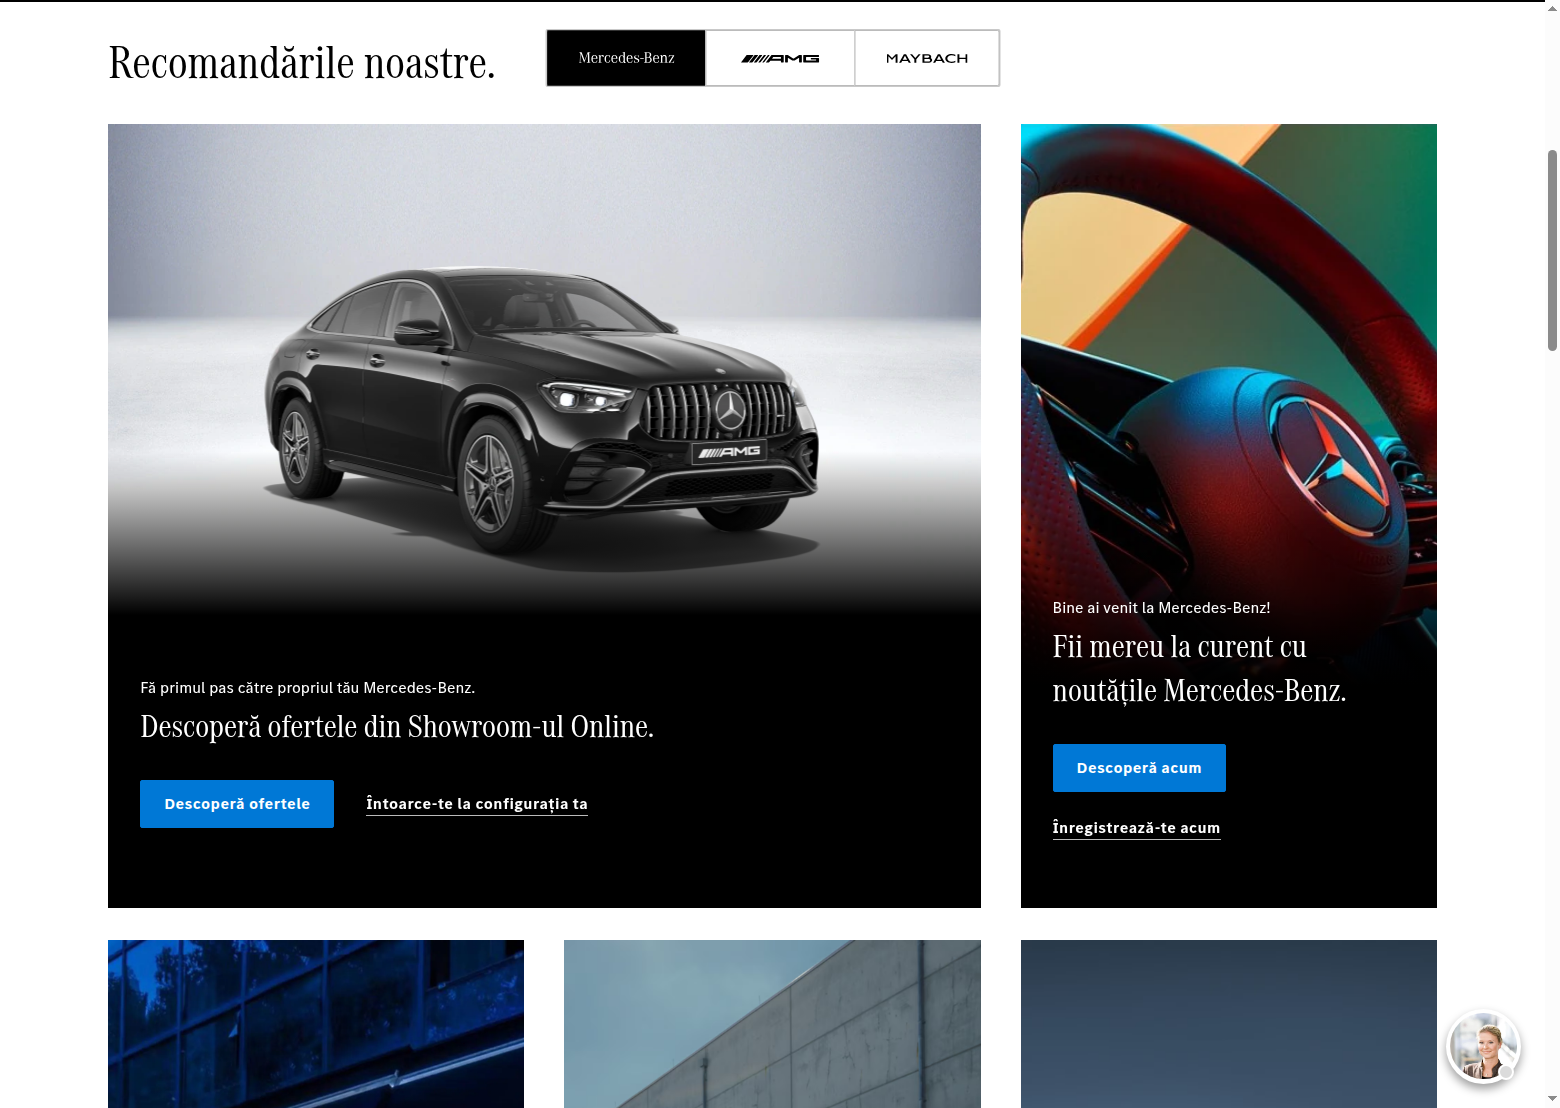 Recomandările noastre.
Mercedes-Benz
AMG
MAYBACH
AMG
Fă primul pas către propriul tău Mercedes-Benz.
Descoperă ofertele din Showroom-ul Online.
Descoperă ofertele
Întoarce-te la configurația ta
Bine ai venit la Mercedes-Benz!
Fii mereu la curent cu
noutățile Mercedes-Benz.
Descoperă acum
Înregistrează-te acum